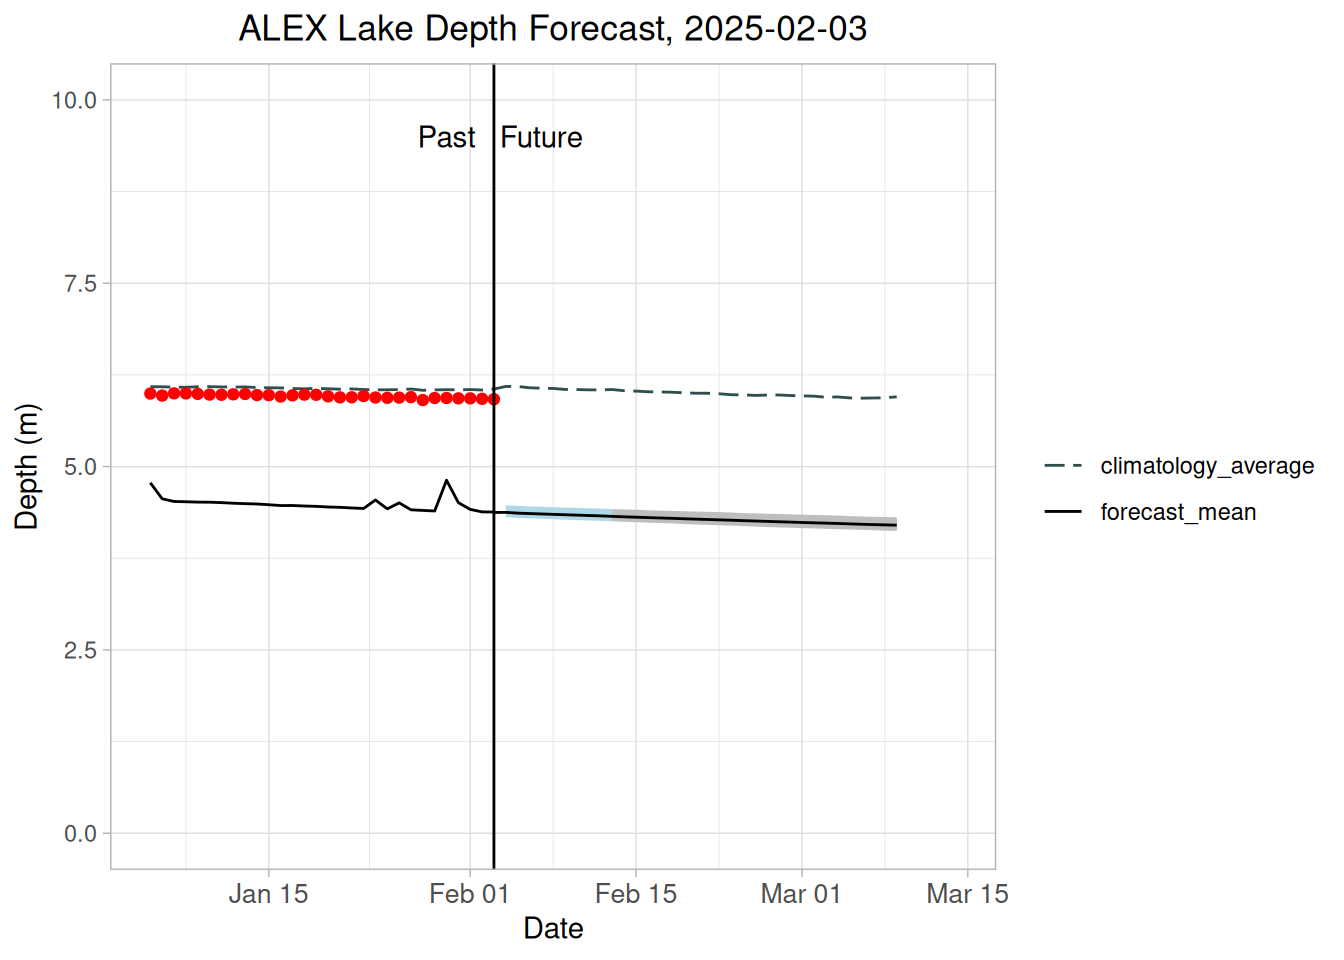 ALEX Lake Depth Forecast, 2025-02-03
10.0
7.5
5.0
2.5
0.0
Depth (m)
Past
Future
Jan 15
Feb 01
Feb 15
Mar 01
Mar 15
Date
climatology_average
forecast_mean